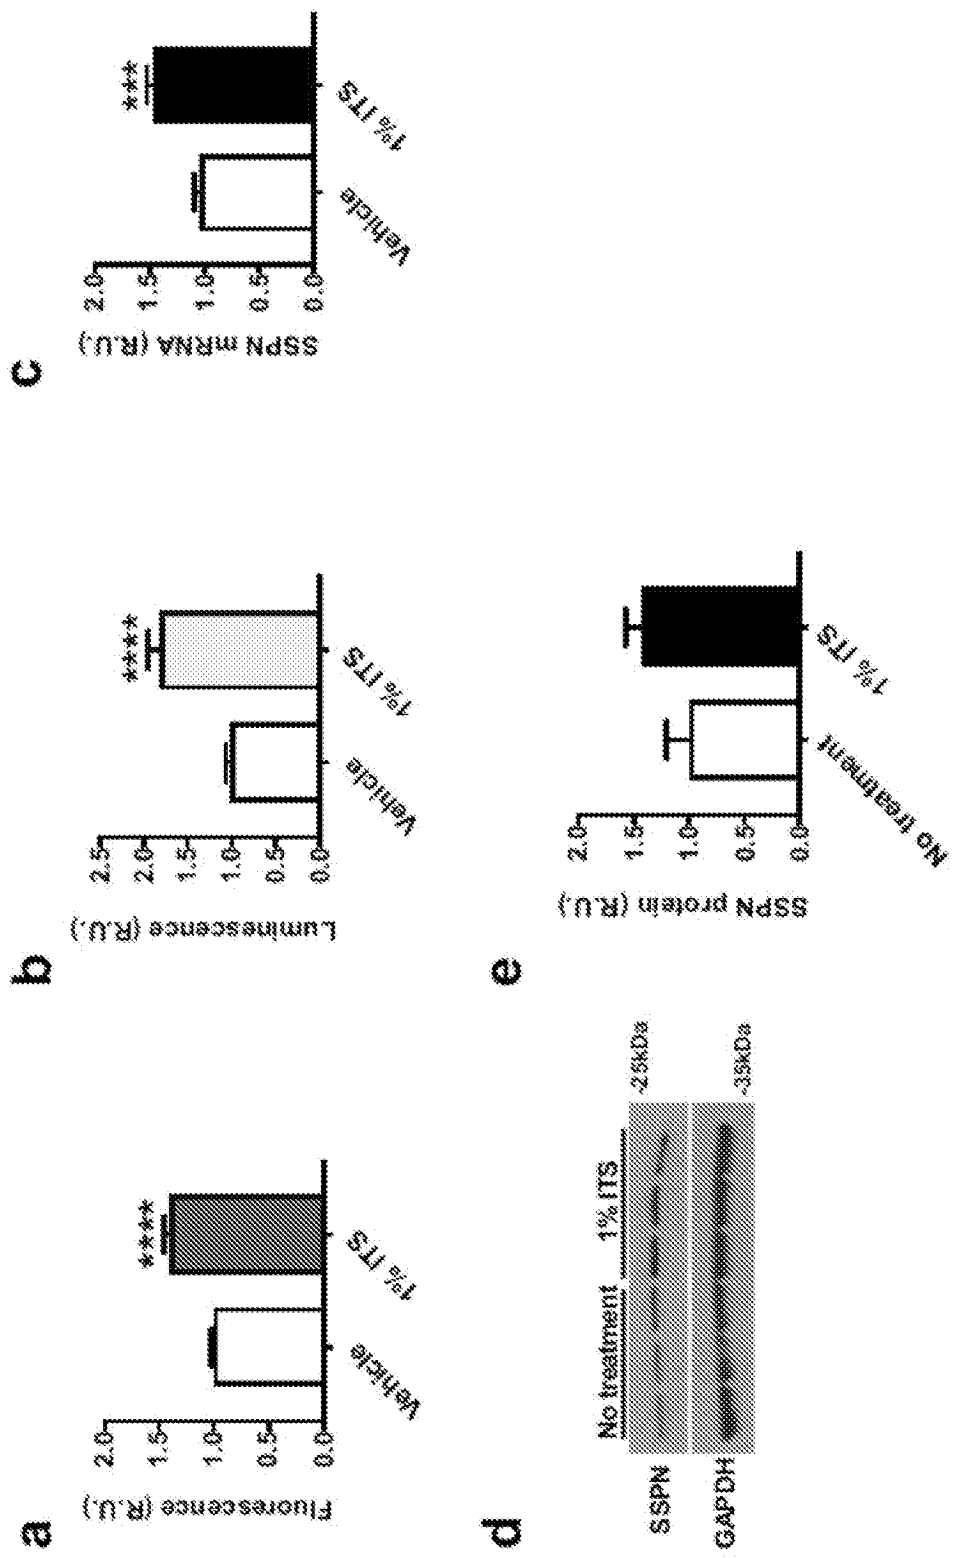 a
Fluorescence (R.U.)
2.0
1.5
1.0
0.5
0.0
****
Vehicle
1% ITS
b
Luminescence (R.U.)
2.5
2.0
1.5
1.0
0.5
0.0
****
Vehicle
1% ITS
c
SSPN mRNA (R.U.)
2.0
1.5
1.0
0.5
0.0
***
Vehicle
1% ITS
d
No treatment 1% ITS
SSPN -25kDa
GAPDH -35kDa
e
SSPN protein (R.U.)
2.0
1.5
1.0
0.5
0.0
No treatment
1% ITS